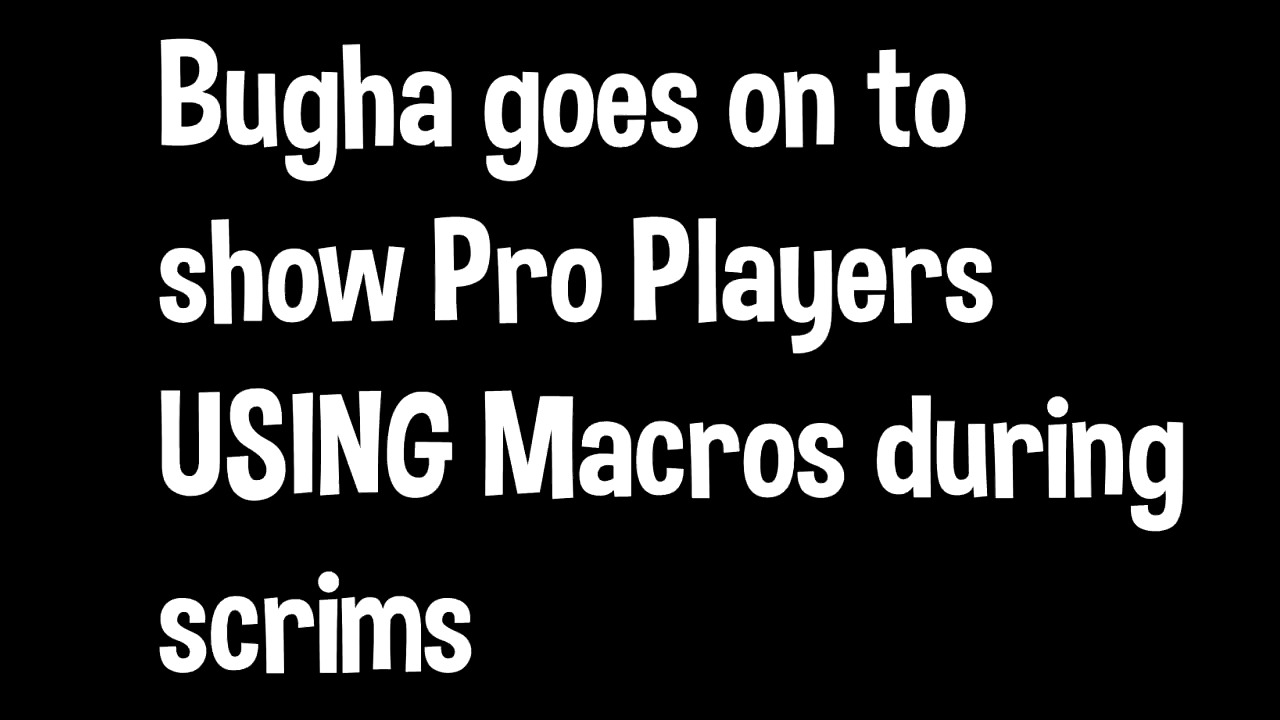 Bugha goes on to
show Pro Players
USING Macros during
scrims